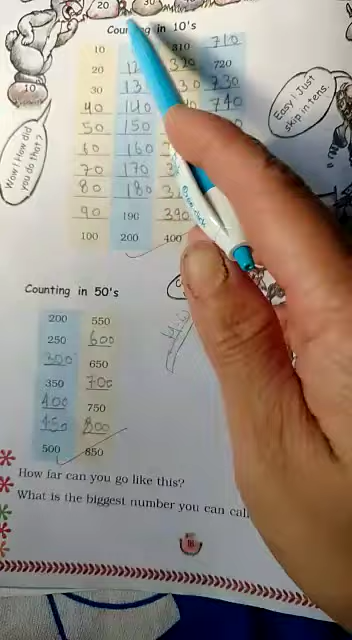 20
30
Counting in 10's
10 310 710
20 720
30 730
40 140 740
50 150
60 160
70 170
80 180
90 190 390
100 200 400
10
Wow! How did
you do that?
Easy! Just
skip in tens.
Counting in 50's
200 550
250 600
300 650
350 700
400 750
450 800
500 850
How far can you go like this?
What is the biggest number you can